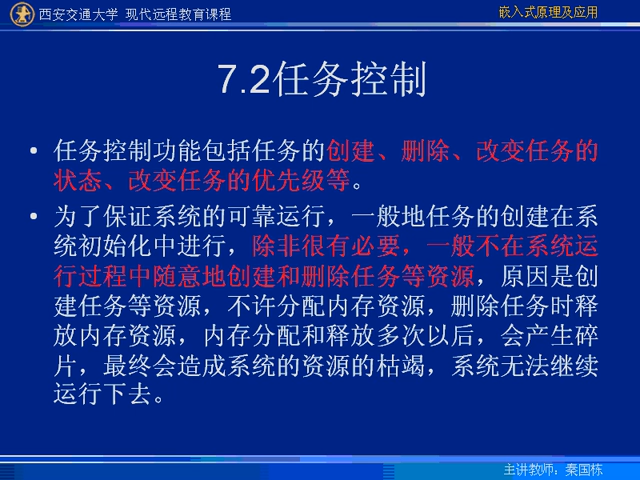 西安交通大学 现代远程教育课程
嵌入式原理及应用
7.2任务控制
• 任务控制功能包括任务的创建、删除、改变任务的
状态、改变任务的优先级等。
• 为了保证系统的可靠运行，一般地任务的创建在系
统初始化中进行，除非很有必要，一般不在系统运
行过程中随意地创建和删除任务等资源，原因是创
建任务等资源，不许分配内存资源，删除任务时释
放内存资源，内存分配和释放多次以后，会产生碎
片，最终会造成系统的资源的枯竭，系统无法继续
运行下去。
主讲教师：秦国栋